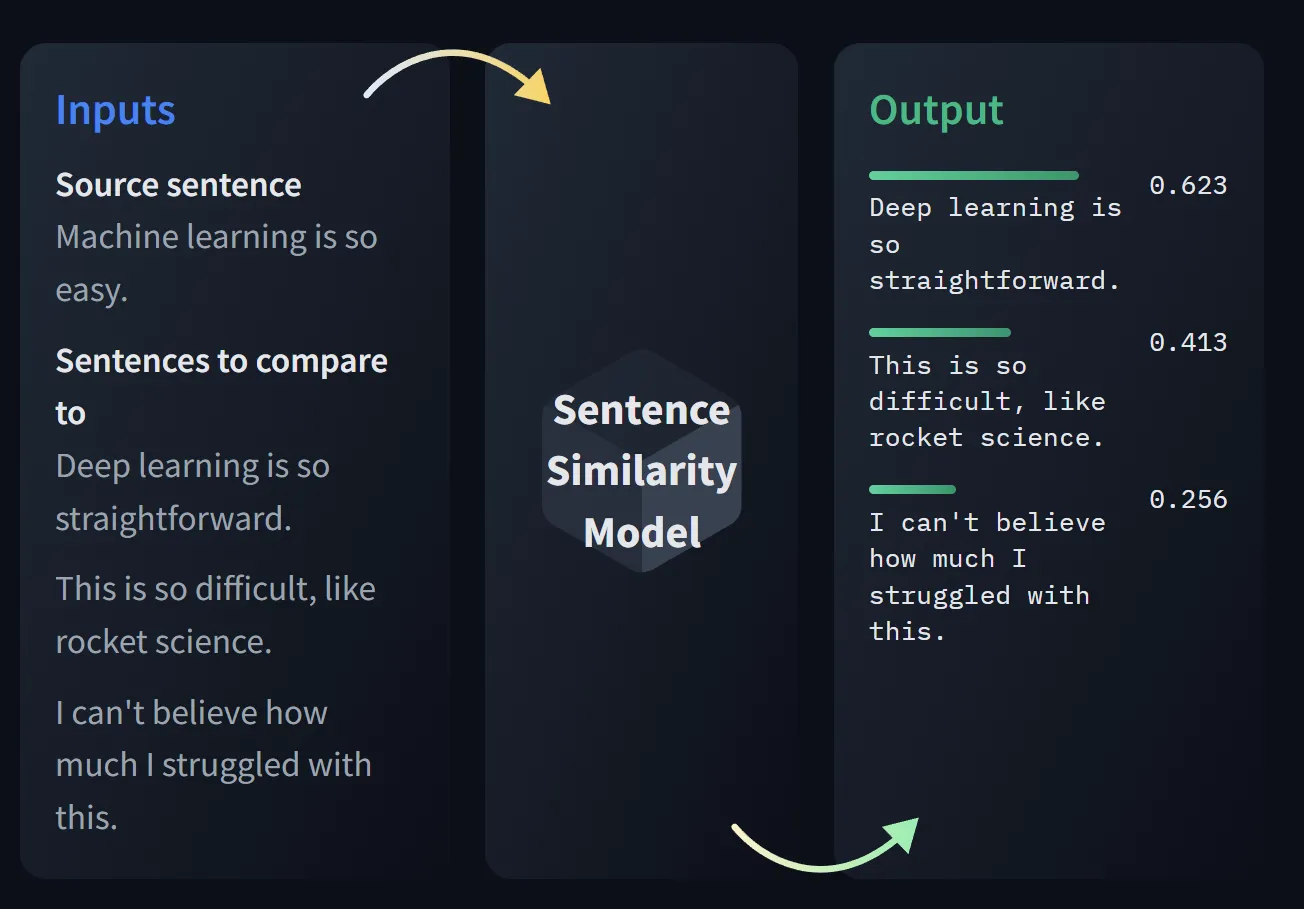 Inputs
Source sentence
Machine learning is so
easy.
Sentences to compare
to
Deep learning is so
straightforward.
This is so difficult, like
rocket science.
I can't believe how
much I struggled with
this.
Sentence
Similarity
Model
Output
0.623
Deep learning is
so
straightforward.
0.413
This is so
difficult, like
rocket science.
0.256
I can't believe
how much I
struggled with
this.